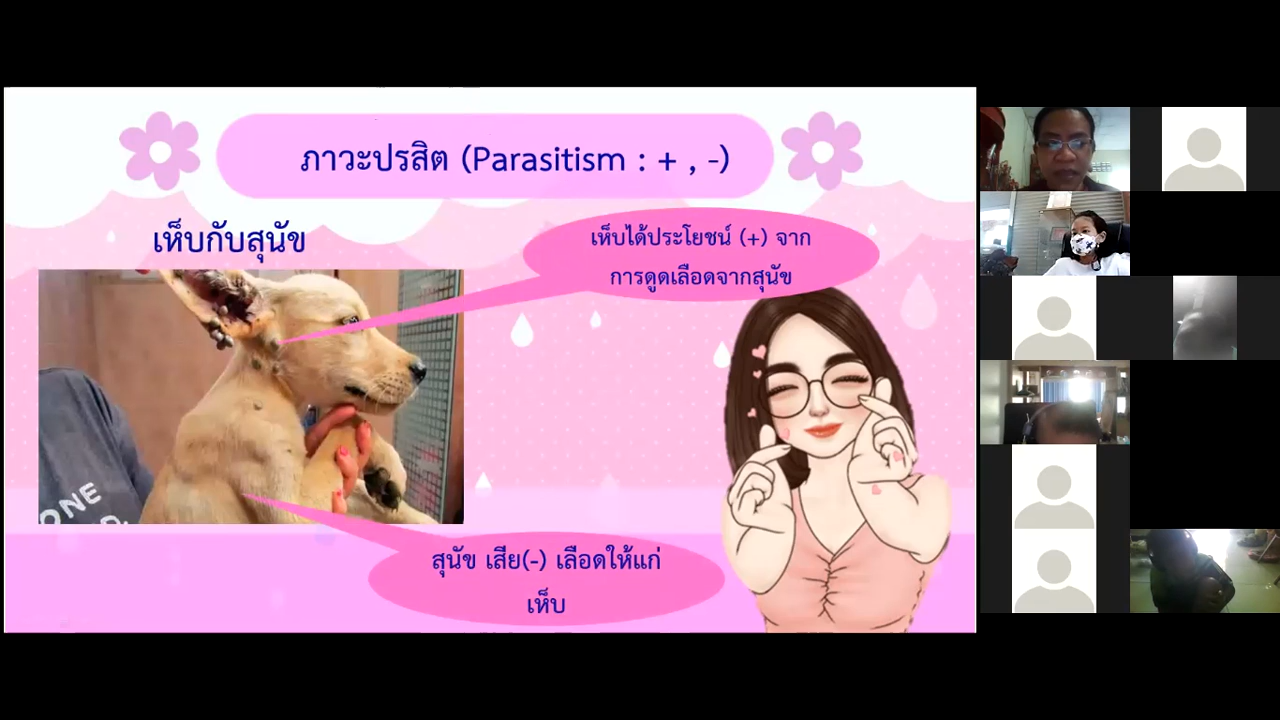 ภาวะปรสิต (Parasitism : + , -)
เห็บกับสุนัข
เห็บได้ประโยชน์ (+) จาก
การดูดเลือดจากสุนัข
ONE
สุนัข เสีย(-) เลือดให้แก่
เห็บ